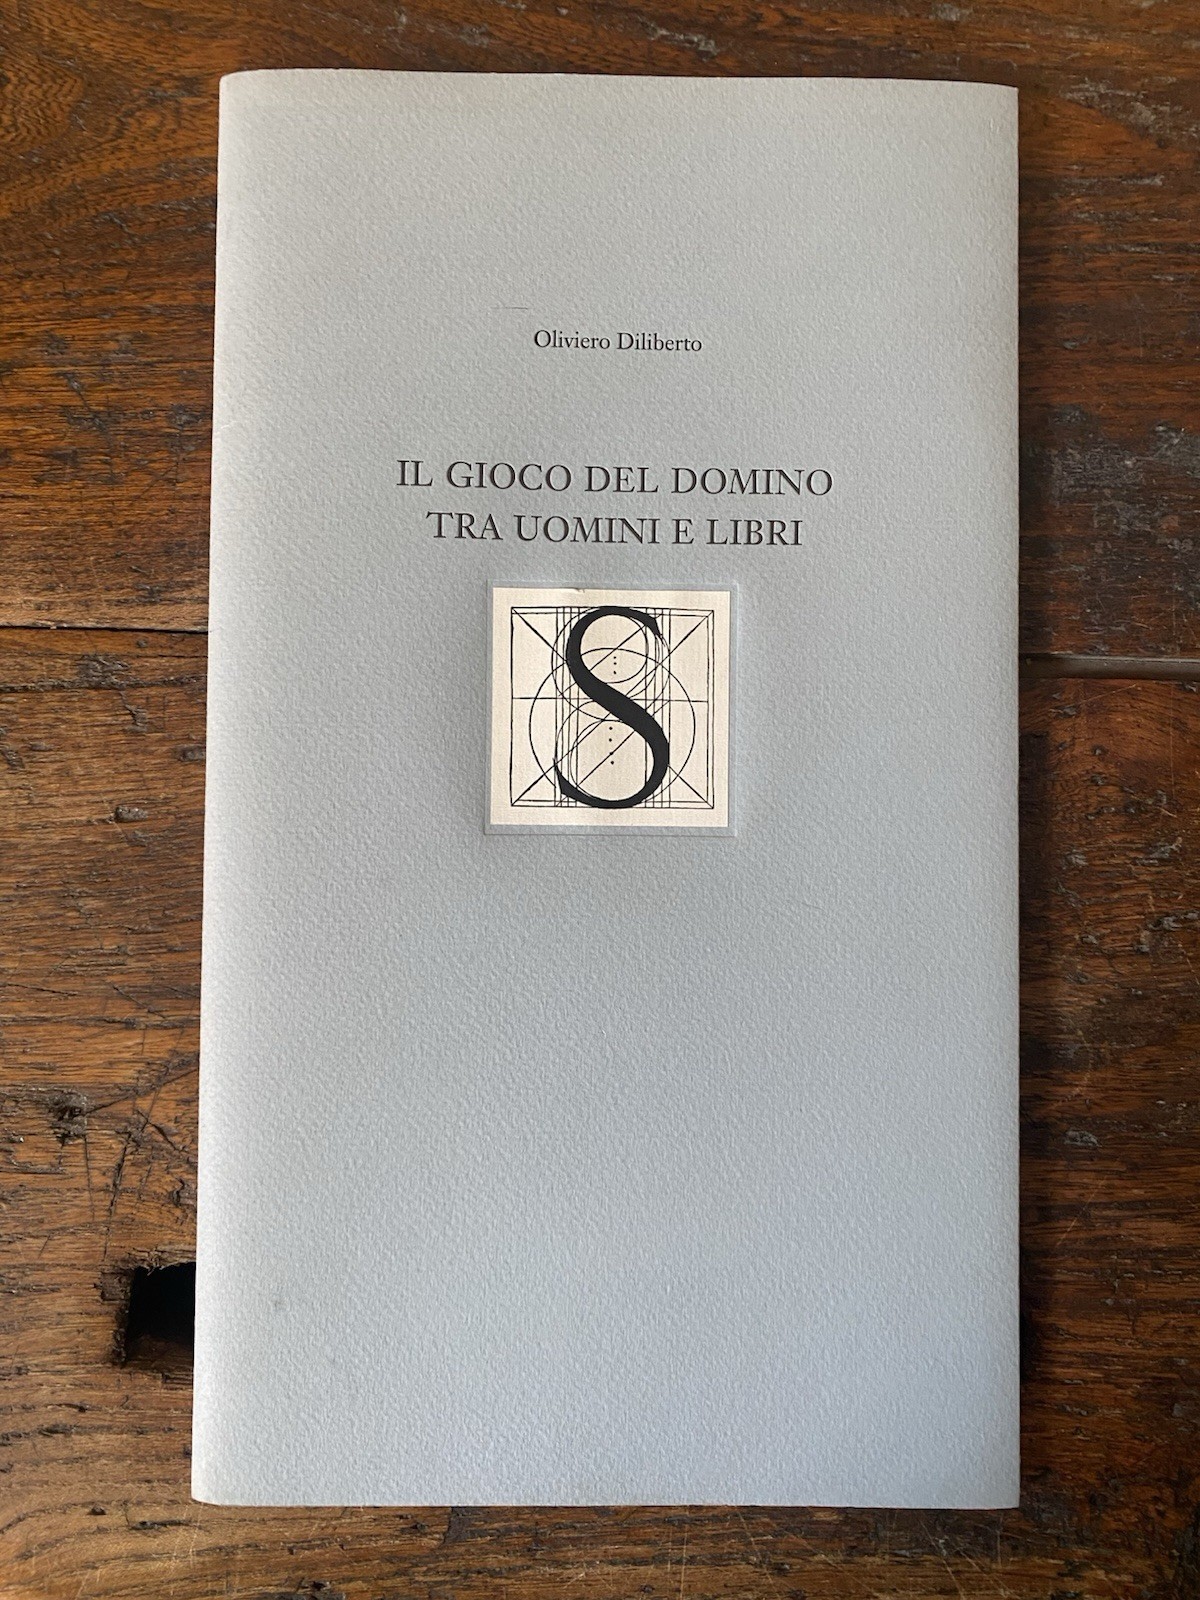 Oliviero Diliberto
IL GIOCO DEL DOMINO
TRA UOMINI E LIBRI
S